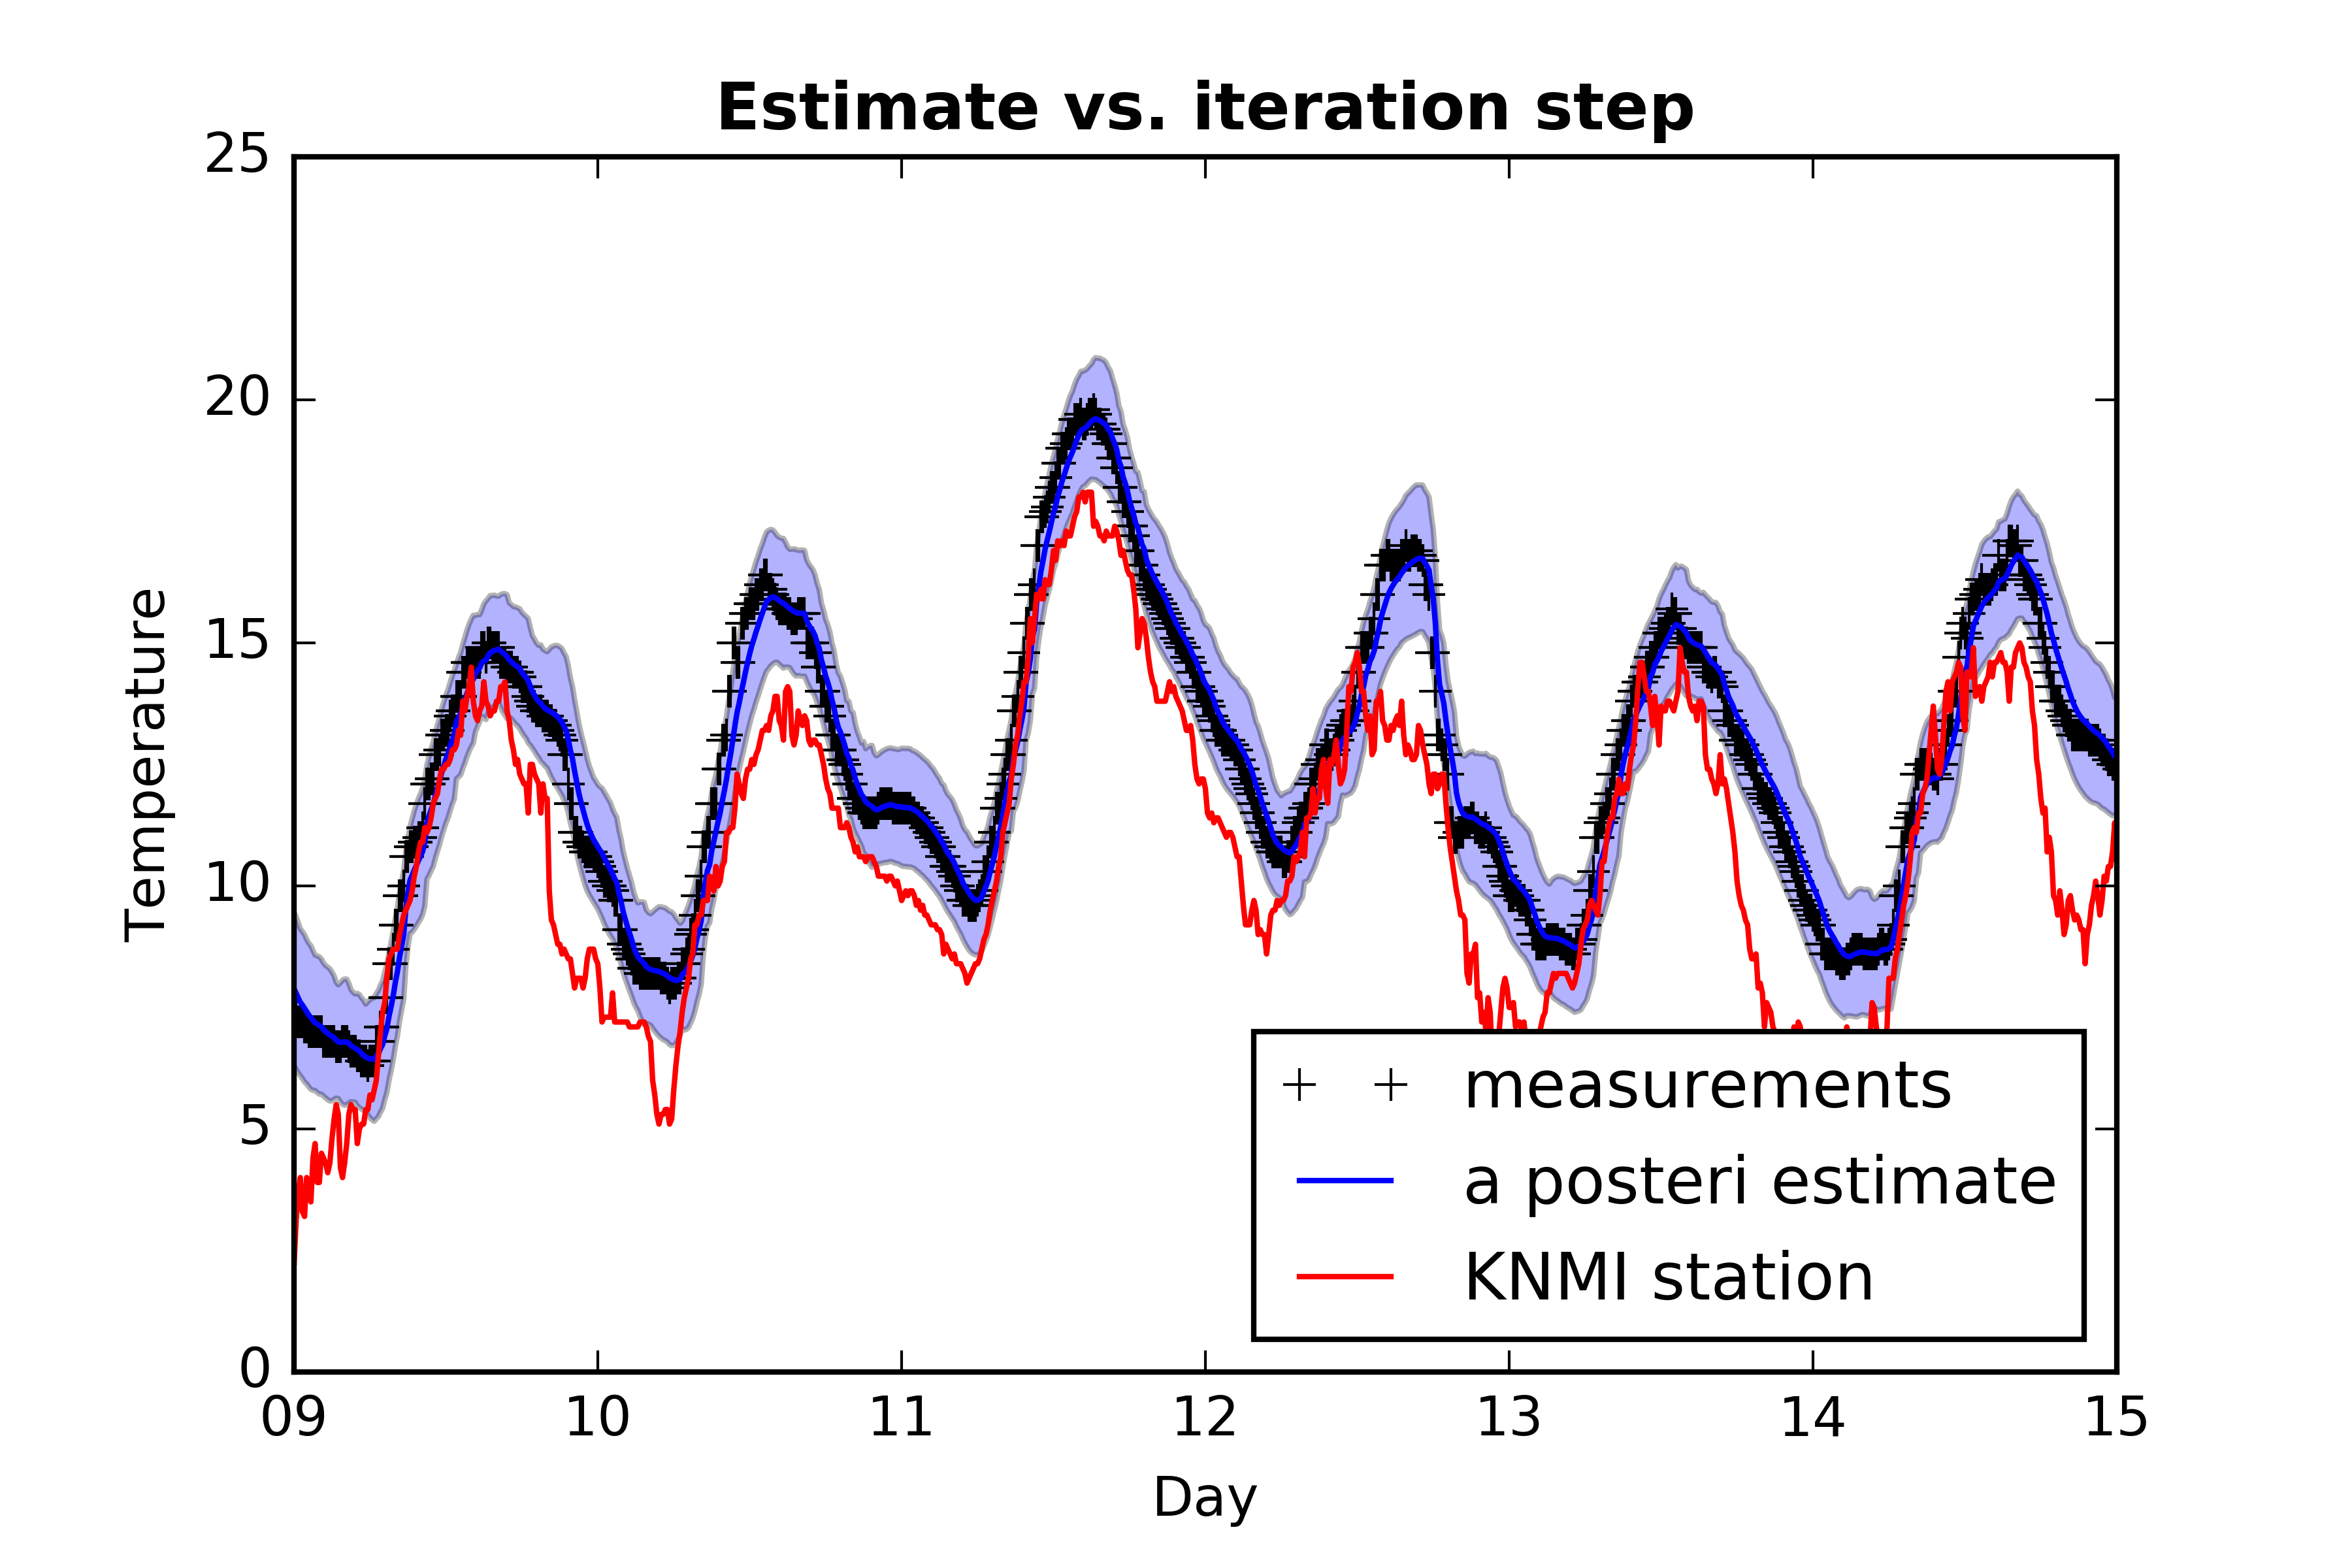 Estimate vs. iteration step
25
20
15
10
5
0
Temperature
09 10 11 12 13 14 15
Day
measurements
a posteri estimate
KNMI station